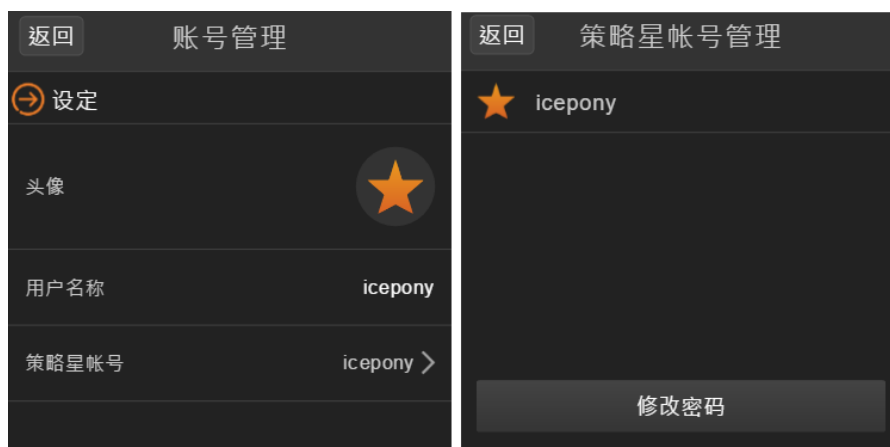 返回
账号管理
设定
头像
用户名称
icepony
策略星帐号
icepony
返回
策略星帐号管理
icepony
修改密码